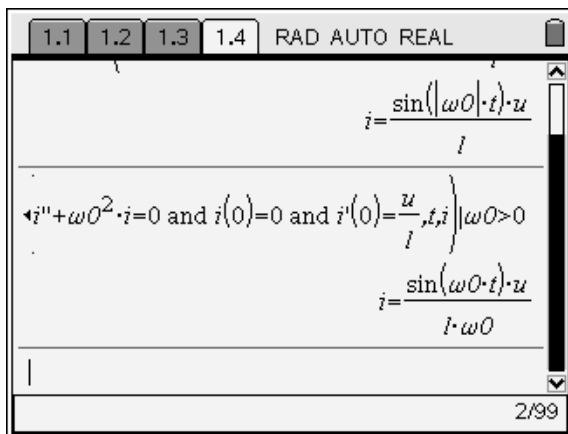 1.1 1.2 1.3 1.4 RAD AUTO REAL
i=sin(|ω0|·t)·u/l
◂i''+ω0²·i=0 and i(0)=0 and i'(0)=u/l,t,i)|ω0>0
i=sin(ω0·t)·u/l·ω0
2/99